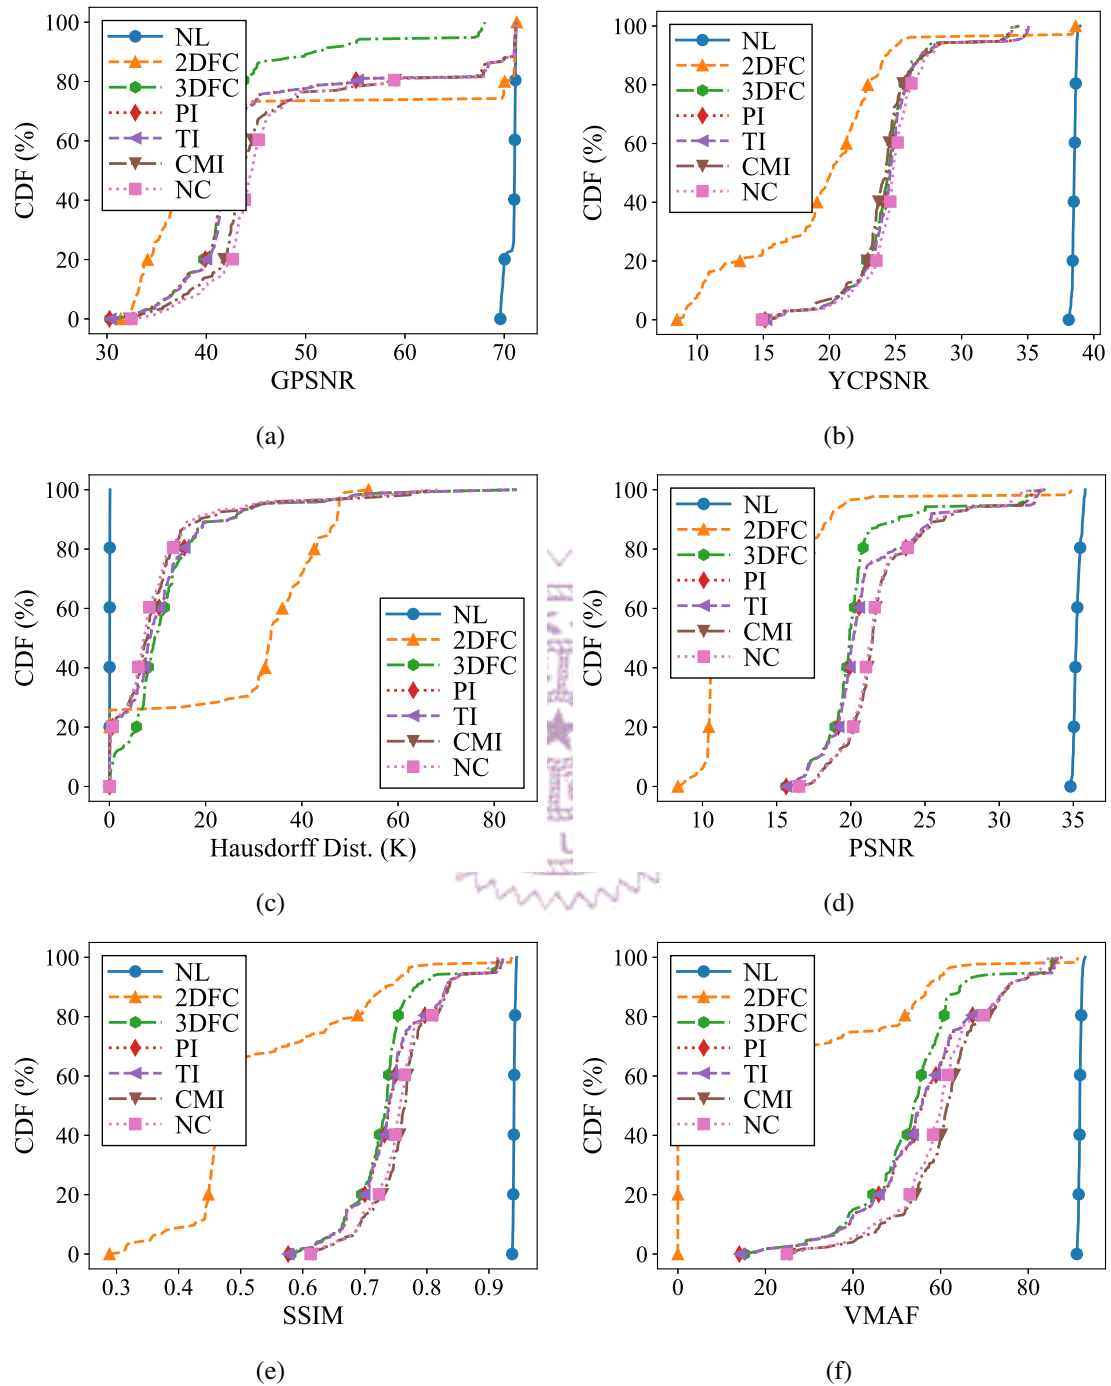 100
80
60
40
20
0
CDF (%)
NL
2DFC
3DFC
PI
TI
CMI
NC
30 40 50 60 70
GPSNR
(a)
100
80
60
40
20
0
CDF (%)
NL
2DFC
3DFC
PI
TI
CMI
NC
10 15 20 25 30 35 40
YCPSNR
(b)
100
80
60
40
20
0
CDF (%)
NL
2DFC
3DFC
PI
TI
CMI
NC
0 20 40 60 80
Hausdorff Dist. (K)
(c)
100
80
60
40
20
0
CDF (%)
NL
2DFC
3DFC
PI
TI
CMI
NC
10 15 20 25 30 35
PSNR
(d)
100
80
60
40
20
0
CDF (%)
NL
2DFC
3DFC
PI
TI
CMI
NC
0.3 0.4 0.5 0.6 0.7 0.8 0.9
SSIM
(e)
100
80
60
40
20
0
CDF (%)
NL
2DFC
3DFC
PI
TI
CMI
NC
0 20 40 60 80
VMAF
(f)